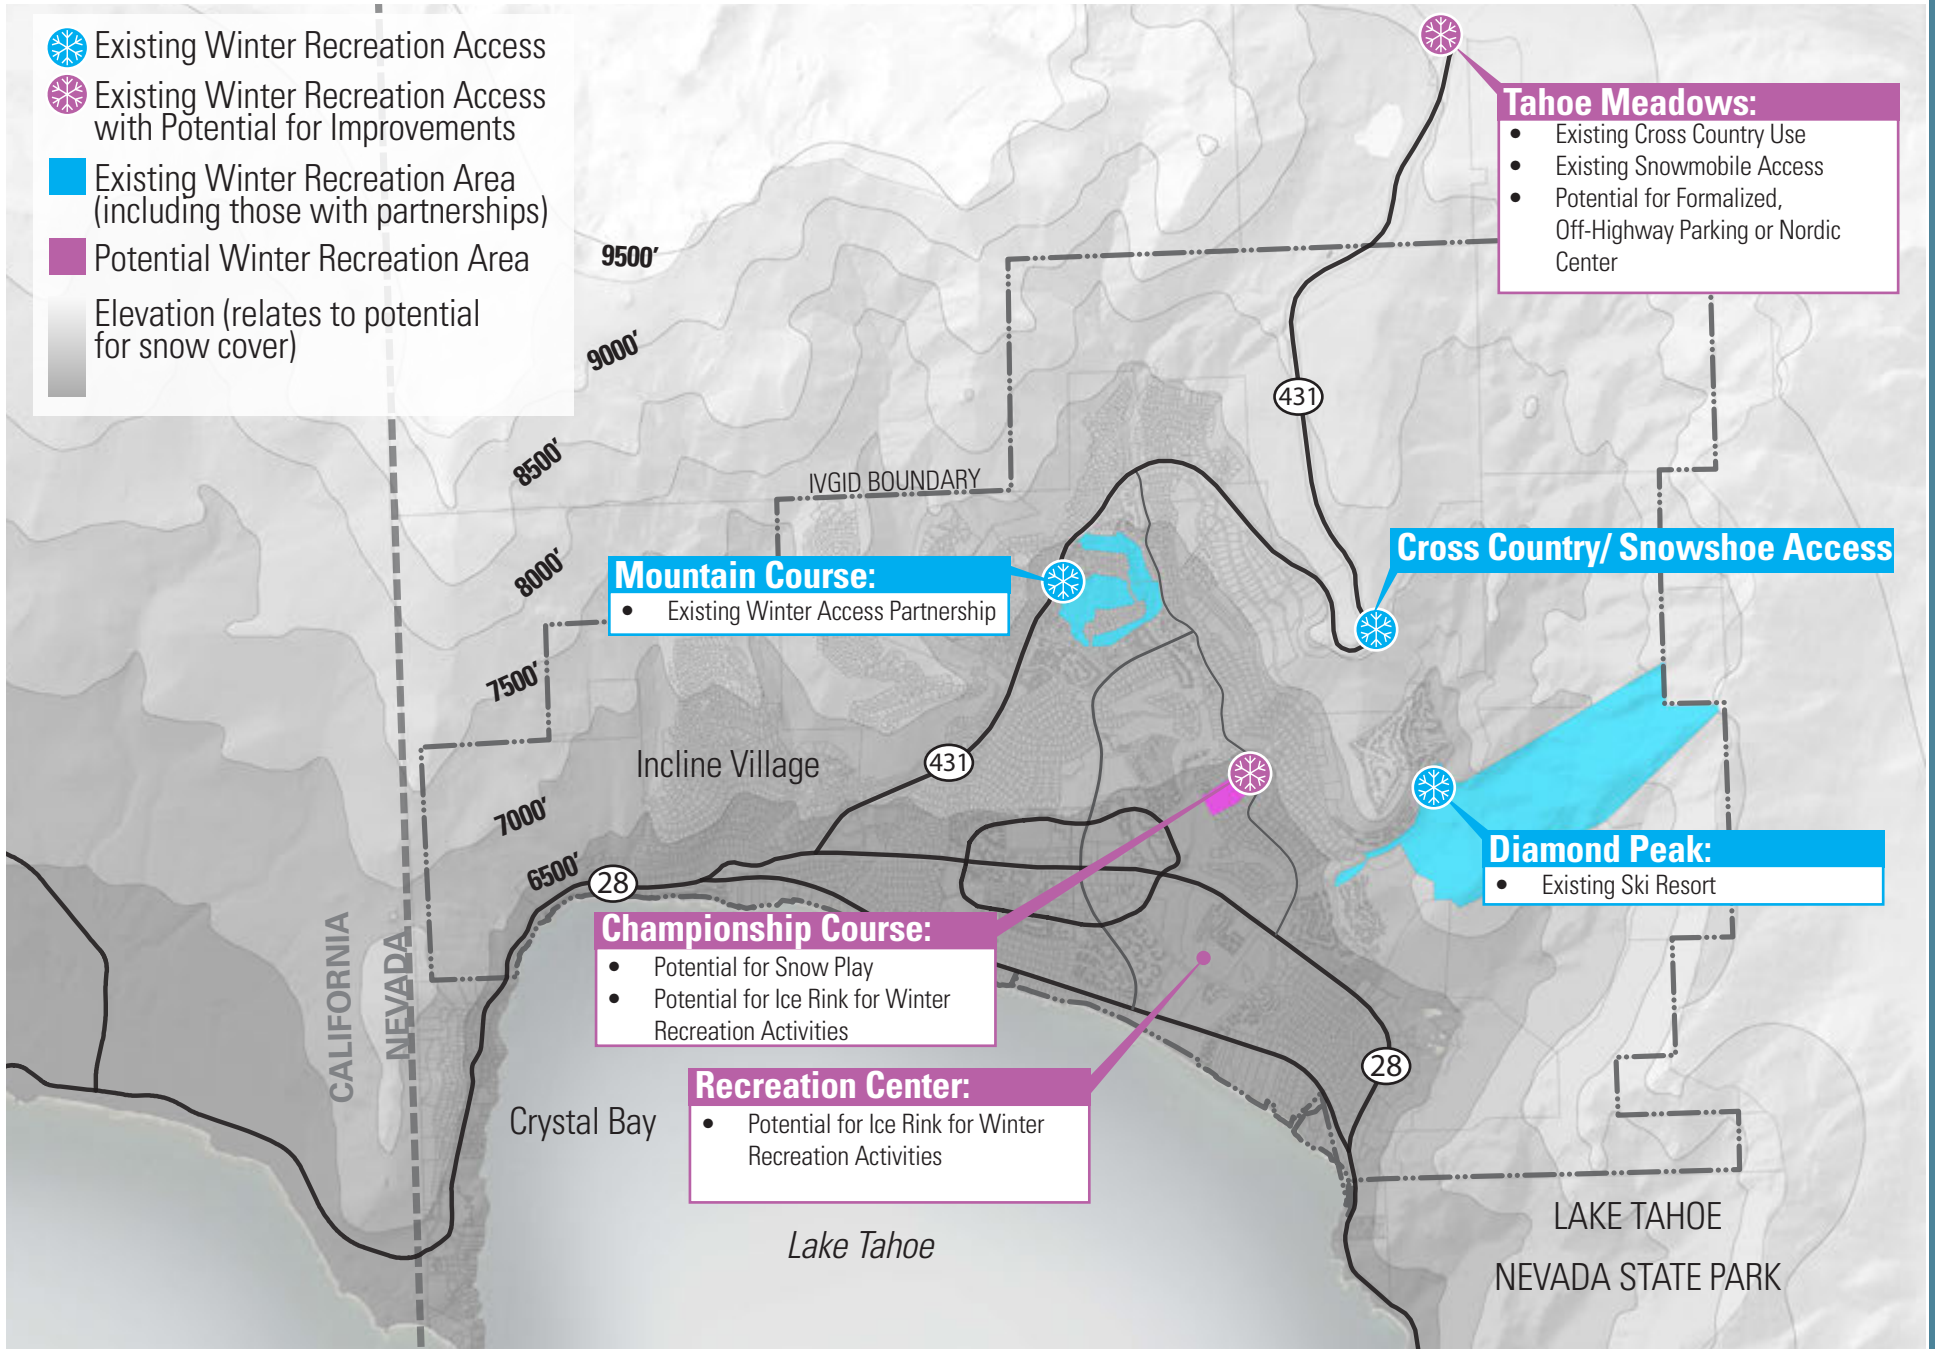 Existing Winter Recreation Access
Existing Winter Recreation Access
with Potential for Improvements
Existing Winter Recreation Area
(including those with partnerships)
Potential Winter Recreation Area
Elevation (relates to potential
for snow cover)
Tahoe Meadows:
• Existing Cross Country Use
• Existing Snowmobile Access
• Potential for Formalized,
Off-Highway Parking or Nordic
Center
9500'
9000'
8500'
8000'
7500'
7000'
6500'
431
IVGID BOUNDARY
Cross Country/ Snowshoe Access
Mountain Course:
• Existing Winter Access Partnership
Incline Village
431
28
Diamond Peak:
• Existing Ski Resort
CALIFORNIA
NEVADA
Championship Course:
• Potential for Snow Play
• Potential for Ice Rink for Winter
Recreation Activities
28
Recreation Center:
• Potential for Ice Rink for Winter
Recreation Activities
Crystal Bay
Lake Tahoe
LAKE TAHOE
NEVADA STATE PARK